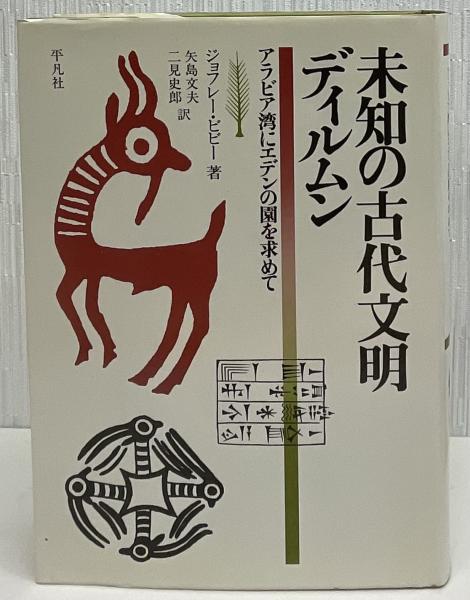 未知の古代文明
ディルムン
アラビア湾にエデンの園を求めて
ジョフレー・ビビー 著
矢島文夫
二見史郎 訳
平凡社